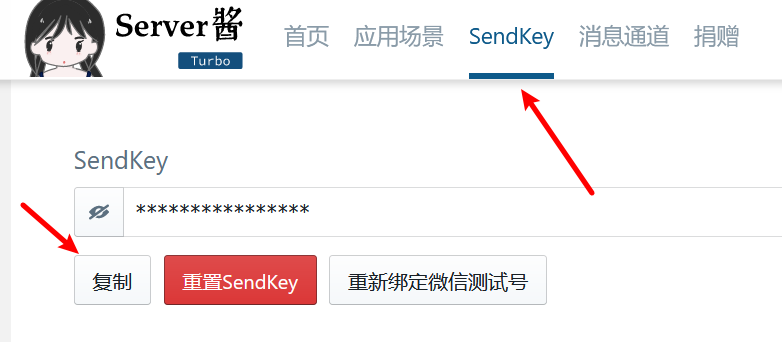 Server酱
Turbo
首页 应用场景 SendKey 消息通道 捐赠
SendKey
****************
复制 重置SendKey 重新绑定微信测试号